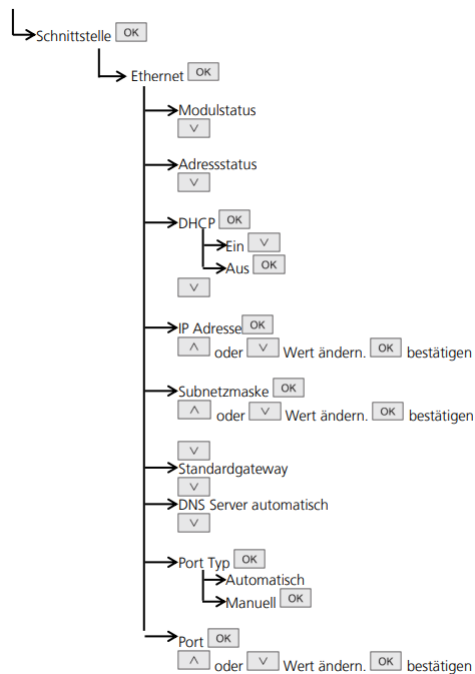 Schnittstelle OK
Ethernet OK
Modulstatus
Adressstatus
DHCP OK
Ein
Aus OK
IP Adresse OK
oder Wert ändern. OK bestätigen
Subnetzmaske OK
oder Wert ändern. OK bestätigen
Standardgateway
DNS Server automatisch
Port Typ OK
Automatisch
Manuell OK
Port OK
oder Wert ändern. OK bestätigen